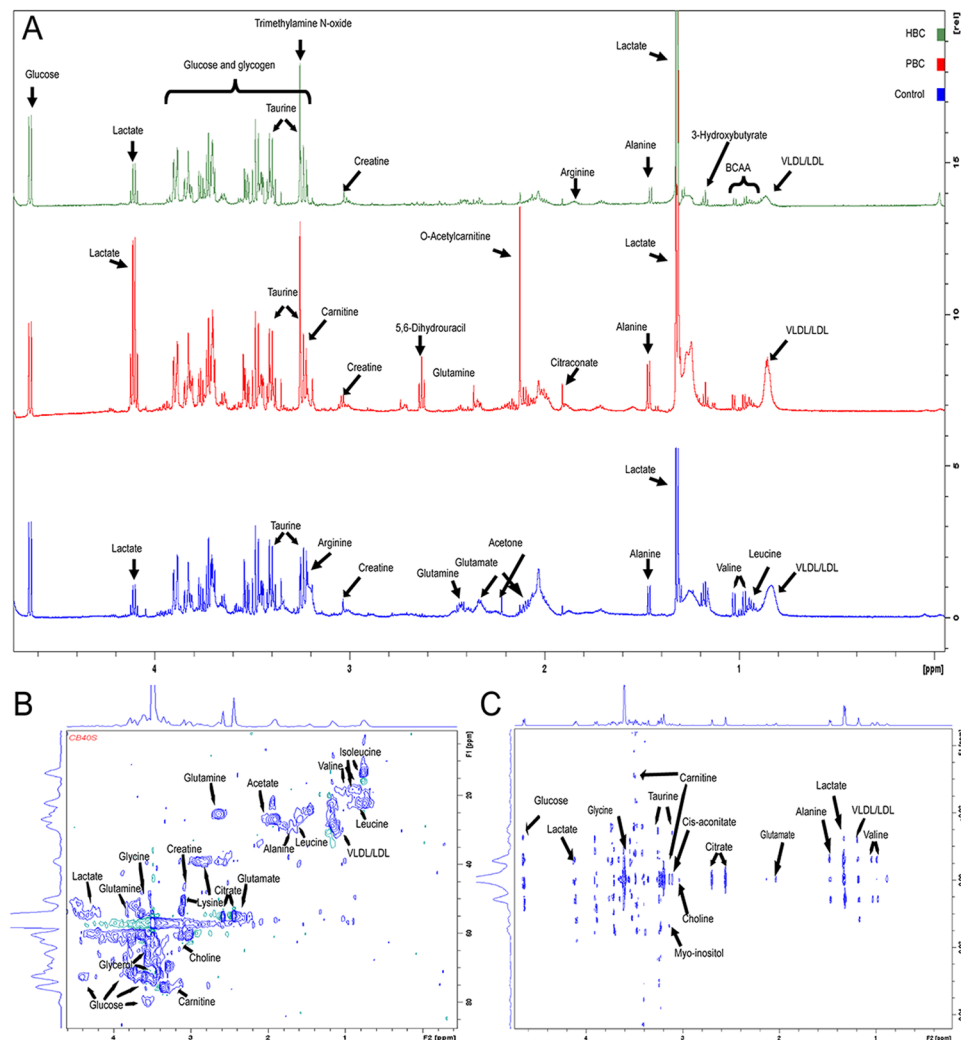 A
Trimethylamine N-oxide
[rel]
HBC
PBC
Control
Glucose
Glucose and glycogen
Lactate
Lactate
Taurine
3-Hydroxybutyrate
Alanine
Creatine
Arginine
BCAA
VLDL/LDL
15
O-Acetylcarnitine
Lactate
Lactate
Taurine
Carnitine
10
5,6-Dihydrouracil
Alanine
VLDL/LDL
Glutamine
Citraconate
Creatine
5
Lactate
Taurine
Arginine
Lactate
Acetone
Glutamine
Glutamate
Alanine
Valine
Leucine
VLDL/LDL
Creatine
0
4
3
2
1
[ppm]
B
CB40S
F1 [ppm]
Isoleucine
Valine
Glutamine
Acetate
20
Leucine
Alanine
Leucine
VLDL/LDL
40
Creatine
Glycine
Citrate
Glutamate
Lactate
Glutamine
Lysine
60
Choline
Glycerol
Glucose
Carnitine
80
4
3
2
1
F2 [ppm]
C
Carnitine
Glucose
Taurine
Lactate
Glycine
Cis-aconitate
Alanine
VLDL/LDL
Lactate
Citrate
Glutamate
Valine
Choline
Myo-inositol
4
3
2
1
F2 [ppm]